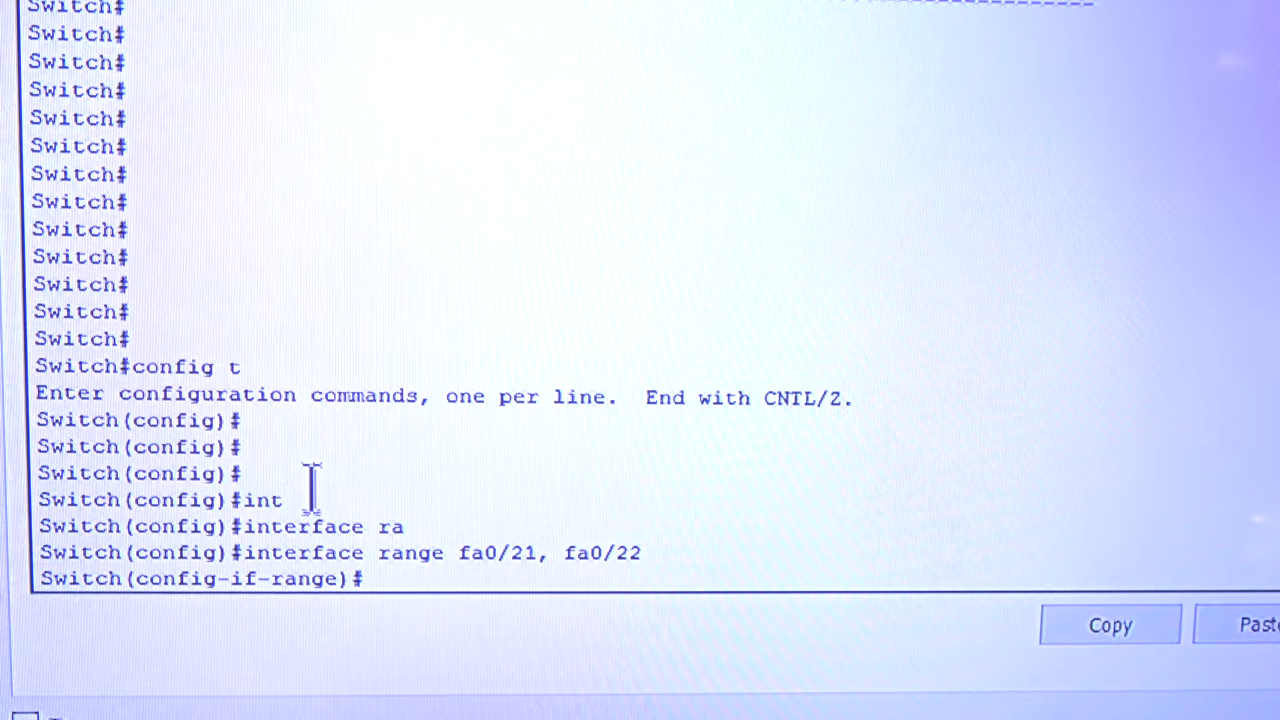 Switch#
Switch#
Switch#
Switch#
Switch#
Switch#
Switch#
Switch#
Switch#
Switch#
Switch#
Switch#
Switch#
Switch#config t
Enter configuration commands, one per line.  End with CNTL/Z.
Switch(config)#
Switch(config)#
Switch(config)#
Switch(config)#int
Switch(config)#interface ra
Switch(config)#interface range fa0/21, fa0/22
Switch(config-if-range)#
Copy
Paste